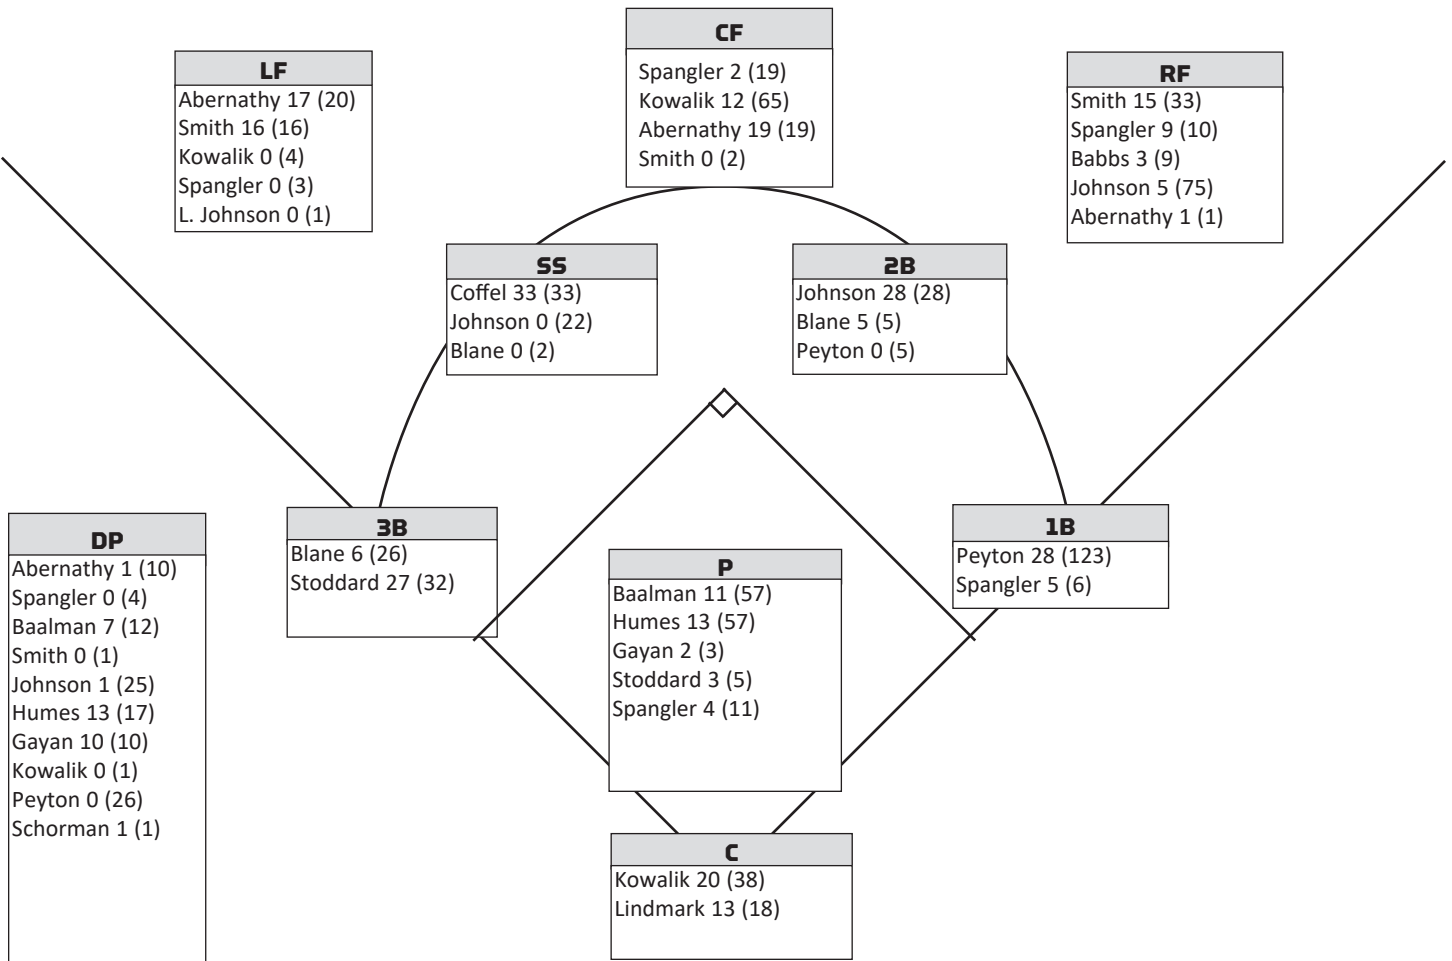 CF
Spangler 2 (19)
Kowalik 12 (65)
Abernathy 19 (19)
Smith 0 (2)
LF
Abernathy 17 (20)
Smith 16 (16)
Kowalik 0 (4)
Spangler 0 (3)
L. Johnson 0 (1)
RF
Smith 15 (33)
Spangler 9 (10)
Babbs 3 (9)
Johnson 5 (75)
Abernathy 1 (1)
SS
Coffel 33 (33)
Johnson 0 (22)
Blane 0 (2)
2B
Johnson 28 (28)
Blane 5 (5)
Peyton 0 (5)
3B
Blane 6 (26)
Stoddard 27 (32)
1B
Peyton 28 (123)
Spangler 5 (6)
DP
Abernathy 1 (10)
Spangler 0 (4)
Baalman 7 (12)
Smith 0 (1)
Johnson 1 (25)
Humes 13 (17)
Gayan 10 (10)
Kowalik 0 (1)
Peyton 0 (26)
Schorman 1 (1)
P
Baalman 11 (57)
Humes 13 (57)
Gayan 2 (3)
Stoddard 3 (5)
Spangler 4 (11)
C
Kowalik 20 (38)
Lindmark 13 (18)